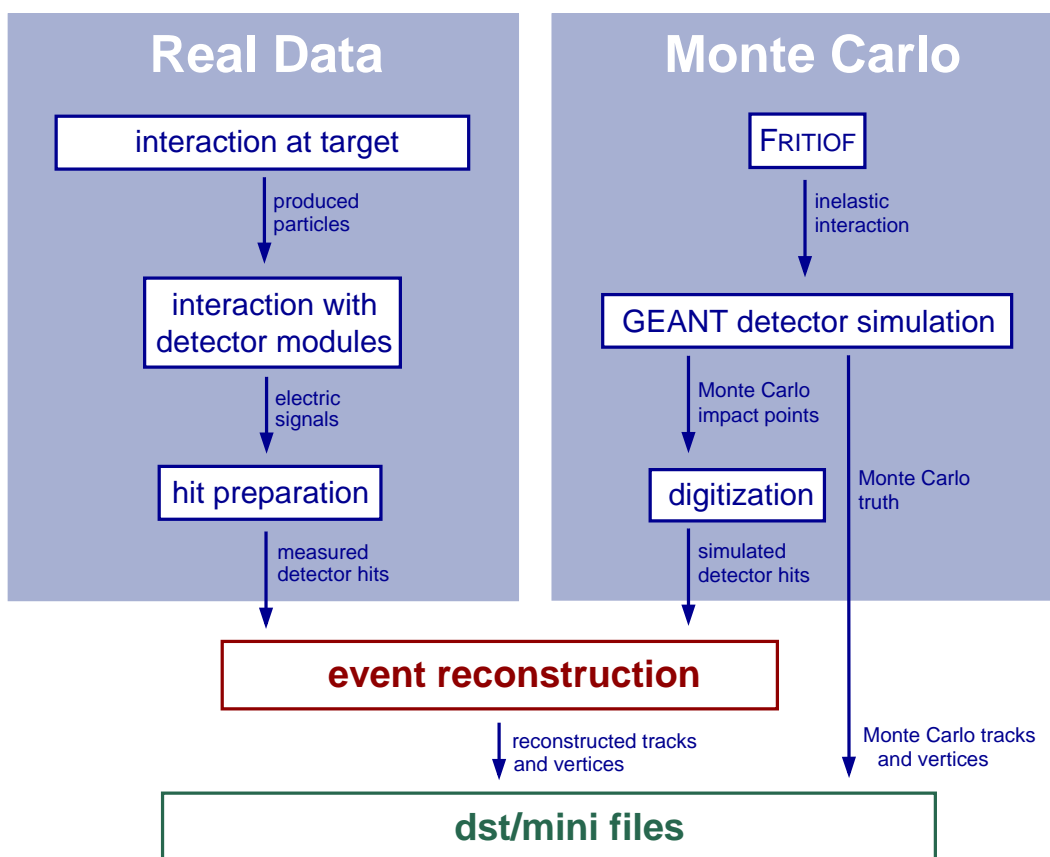 Real Data
interaction at target
produced
particles
interaction with
detector modules
electric
signals
hit preparation
measured
detector hits
Monte Carlo
FRITIOF
inelastic
interaction
GEANT detector simulation
Monte Carlo
impact points
digitization
Monte Carlo
truth
simulated
detector hits
event reconstruction
reconstructed tracks
and vertices
Monte Carlo tracks
and vertices
dst/mini files